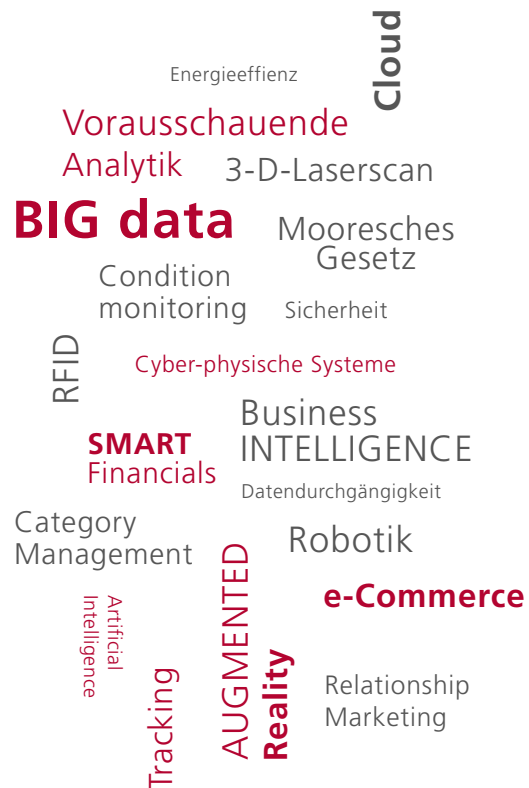 Cloud
Energieeffienz
Vorausschauende
Analytik
3-D-Laserscan
BIG data
Mooresches
Gesetz
Condition
monitoring
Sicherheit
RFID
Cyber-physische Systeme
Business
INTELLIGENCE
SMART
Financials
Datendurchgängigkeit
Category
Management
Robotik
e-Commerce
Artificial
Intelligence
Tracking
AUGMENTED
Reality
Relationship
Marketing